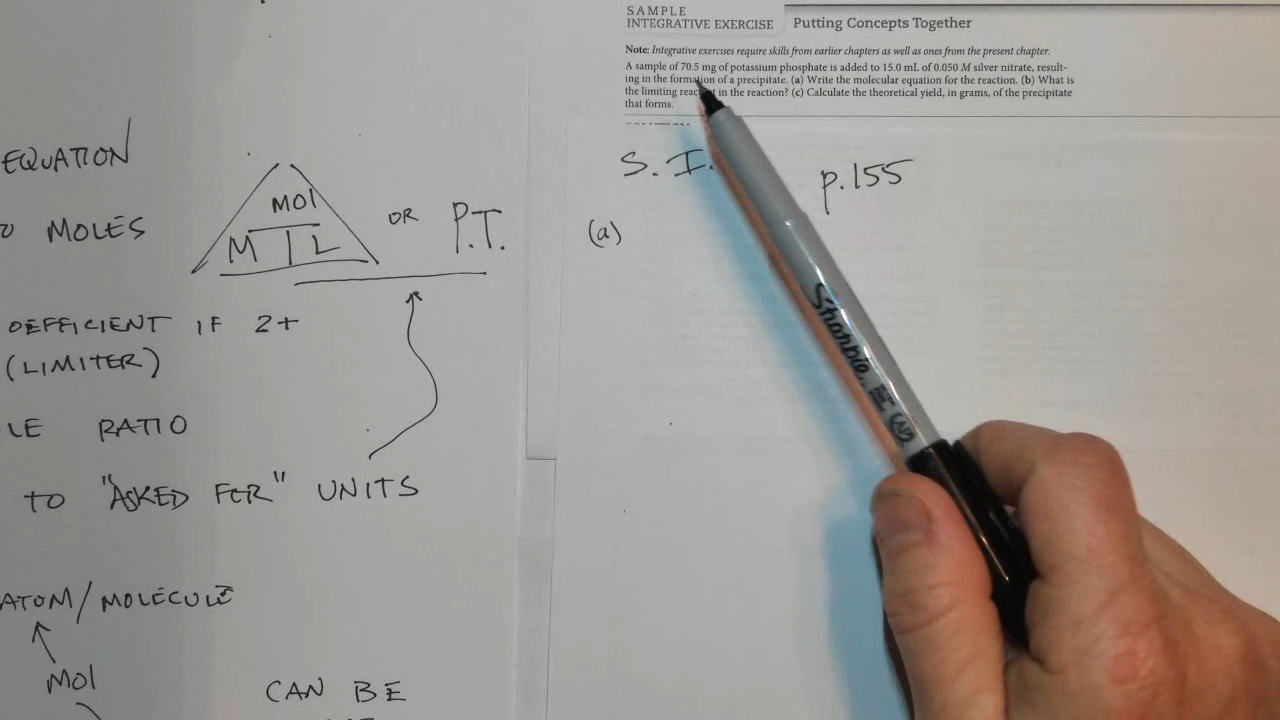 SAMPLE
INTEGRATIVE EXERCISE Putting Concepts Together
Note: Integrative exercises require skills from earlier chapters as well as ones from the present chapter.
A sample of 70.5 mg of potassium phosphate is added to 15.0 mL of 0.050 M silver nitrate, result-
ing in the formation of a precipitate. (a) Write the molecular equation for the reaction. (b) What is
the limiting in the reaction? (c) Calculate the theoretical yield, in grams, of the precipitate
that forms.
S. I.
p.155
(a)
EQUATION
MOLES
MOl
M L
OR P.T.
OEFFICIENT IF 2+
(LIMITER)
LE RATIO
TO "ASKED FOR" UNITS
ATOM/MOLECULE
Mol
CAN BE
Sharpie